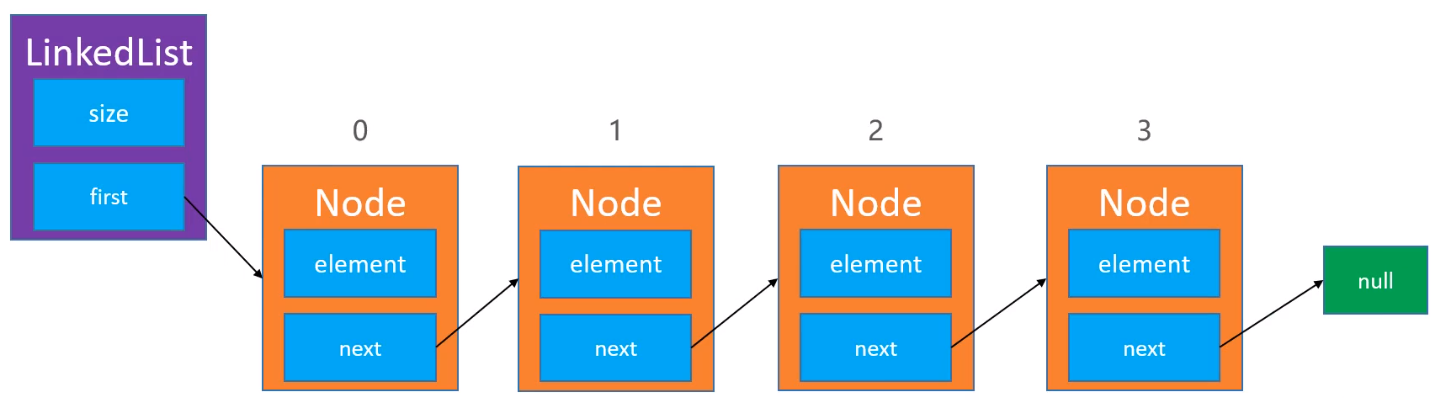 LinkedList
size
first
0
1
2
3
Node
element
next
Node
element
next
Node
element
next
Node
element
next
null